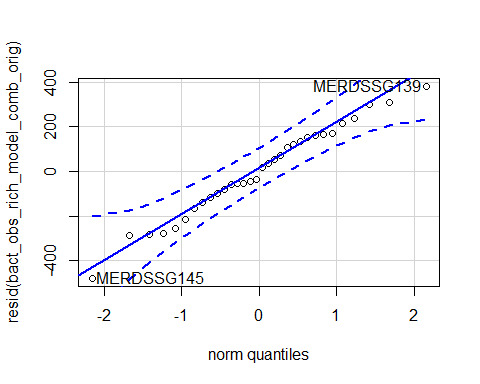 resid(bact_obs_rich_model_comb_orig)
400
200
0
-400
MERDSSG139
MERDSSG145
-2
-1
0
1
2
norm quantiles